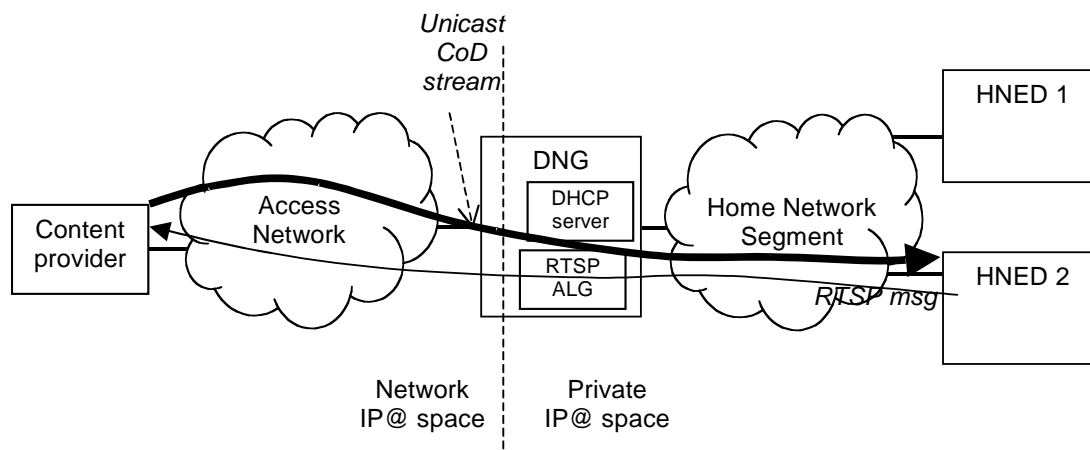 Unicast
CoD
stream
HNED 1
DNG
DHCP
server
Access
Network
Home Network
Segment
Content
provider
RTSP
ALG
HNED 2
RTSP msg
Network
IP@ space
Private
IP@ space